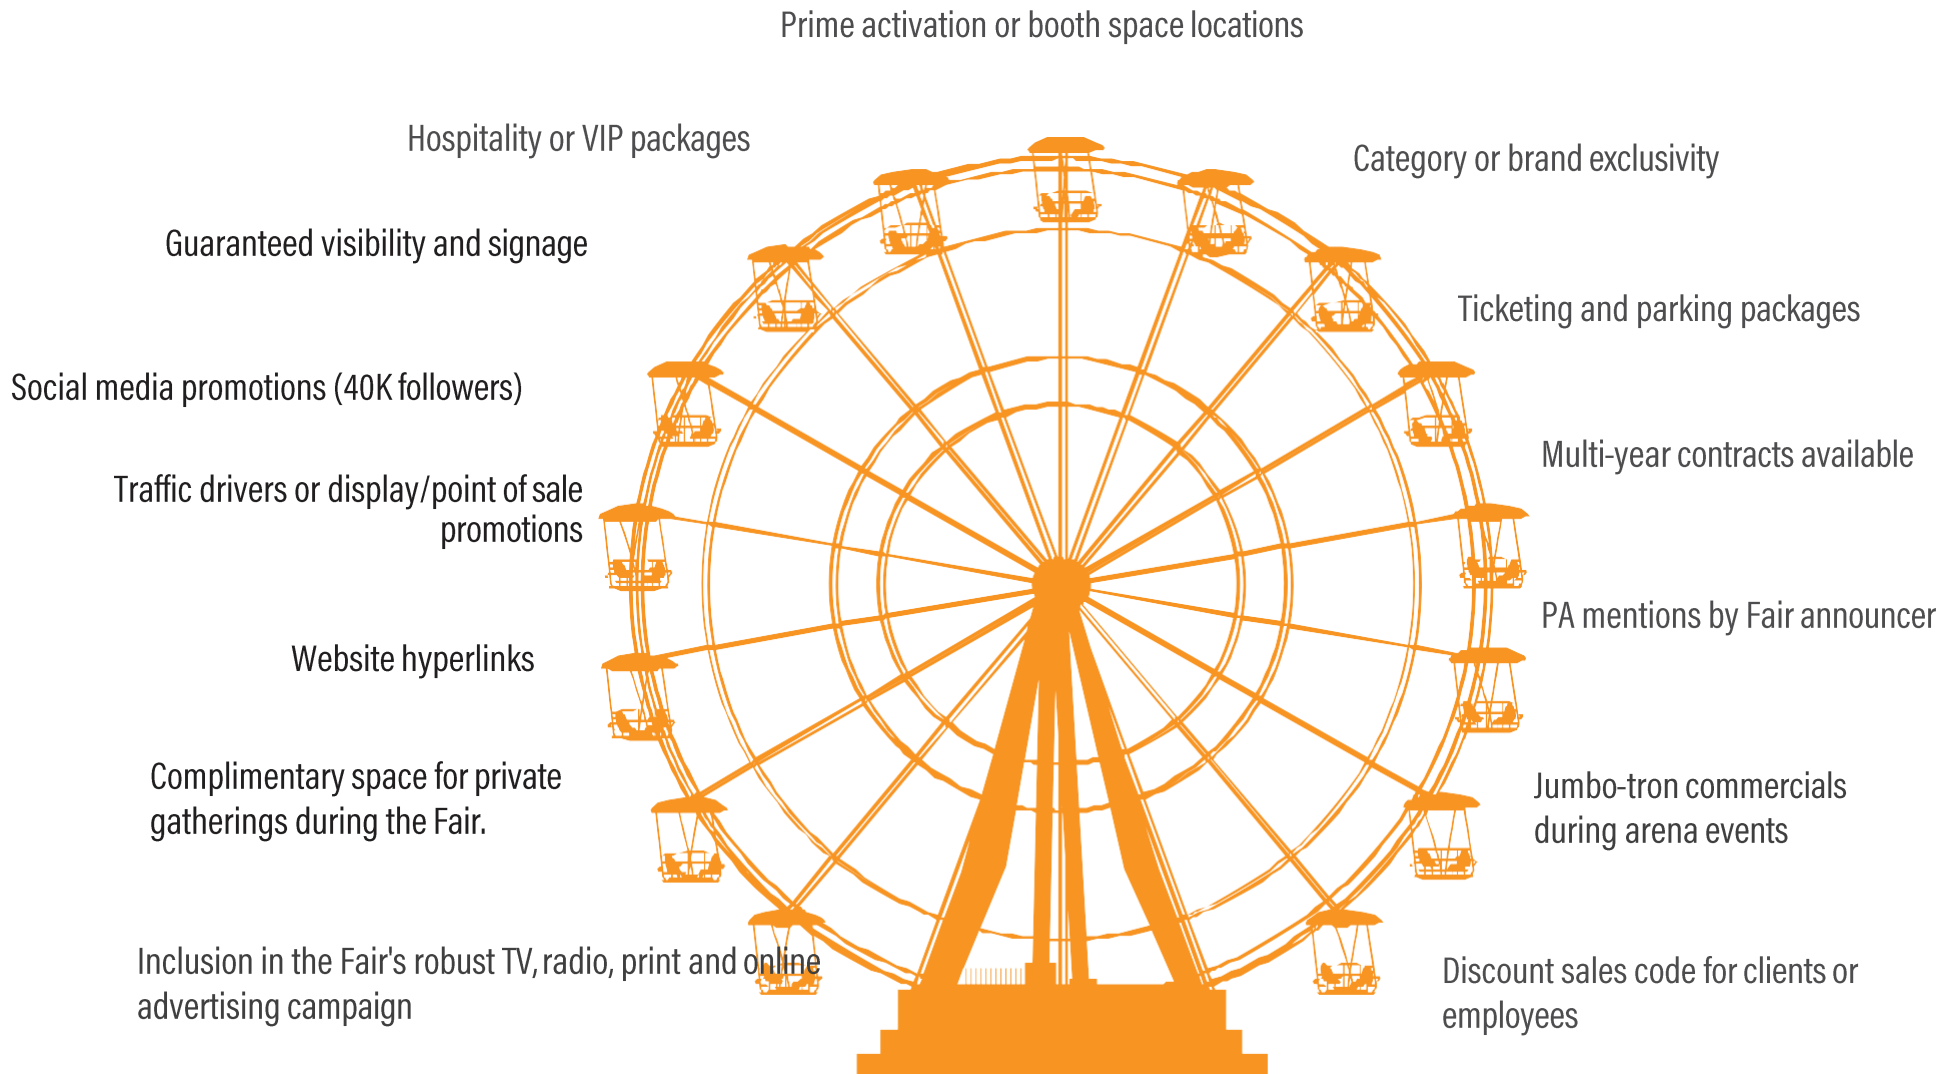 Prime activation or booth space locations
Hospitality or VIP packages
Category or brand exclusivity
Guaranteed visibility and signage
Ticketing and parking packages
Social media promotions (40K followers)
Multi-year contracts available
Traffic drivers or display/point of sale
promotions
PA mentions by Fair announcer
Website hyperlinks
Complimentary space for private
gatherings during the Fair.
Jumbo-tron commercials
during arena events
Inclusion in the Fair's robust TV, radio, print and online
advertising campaign
Discount sales code for clients or
employees